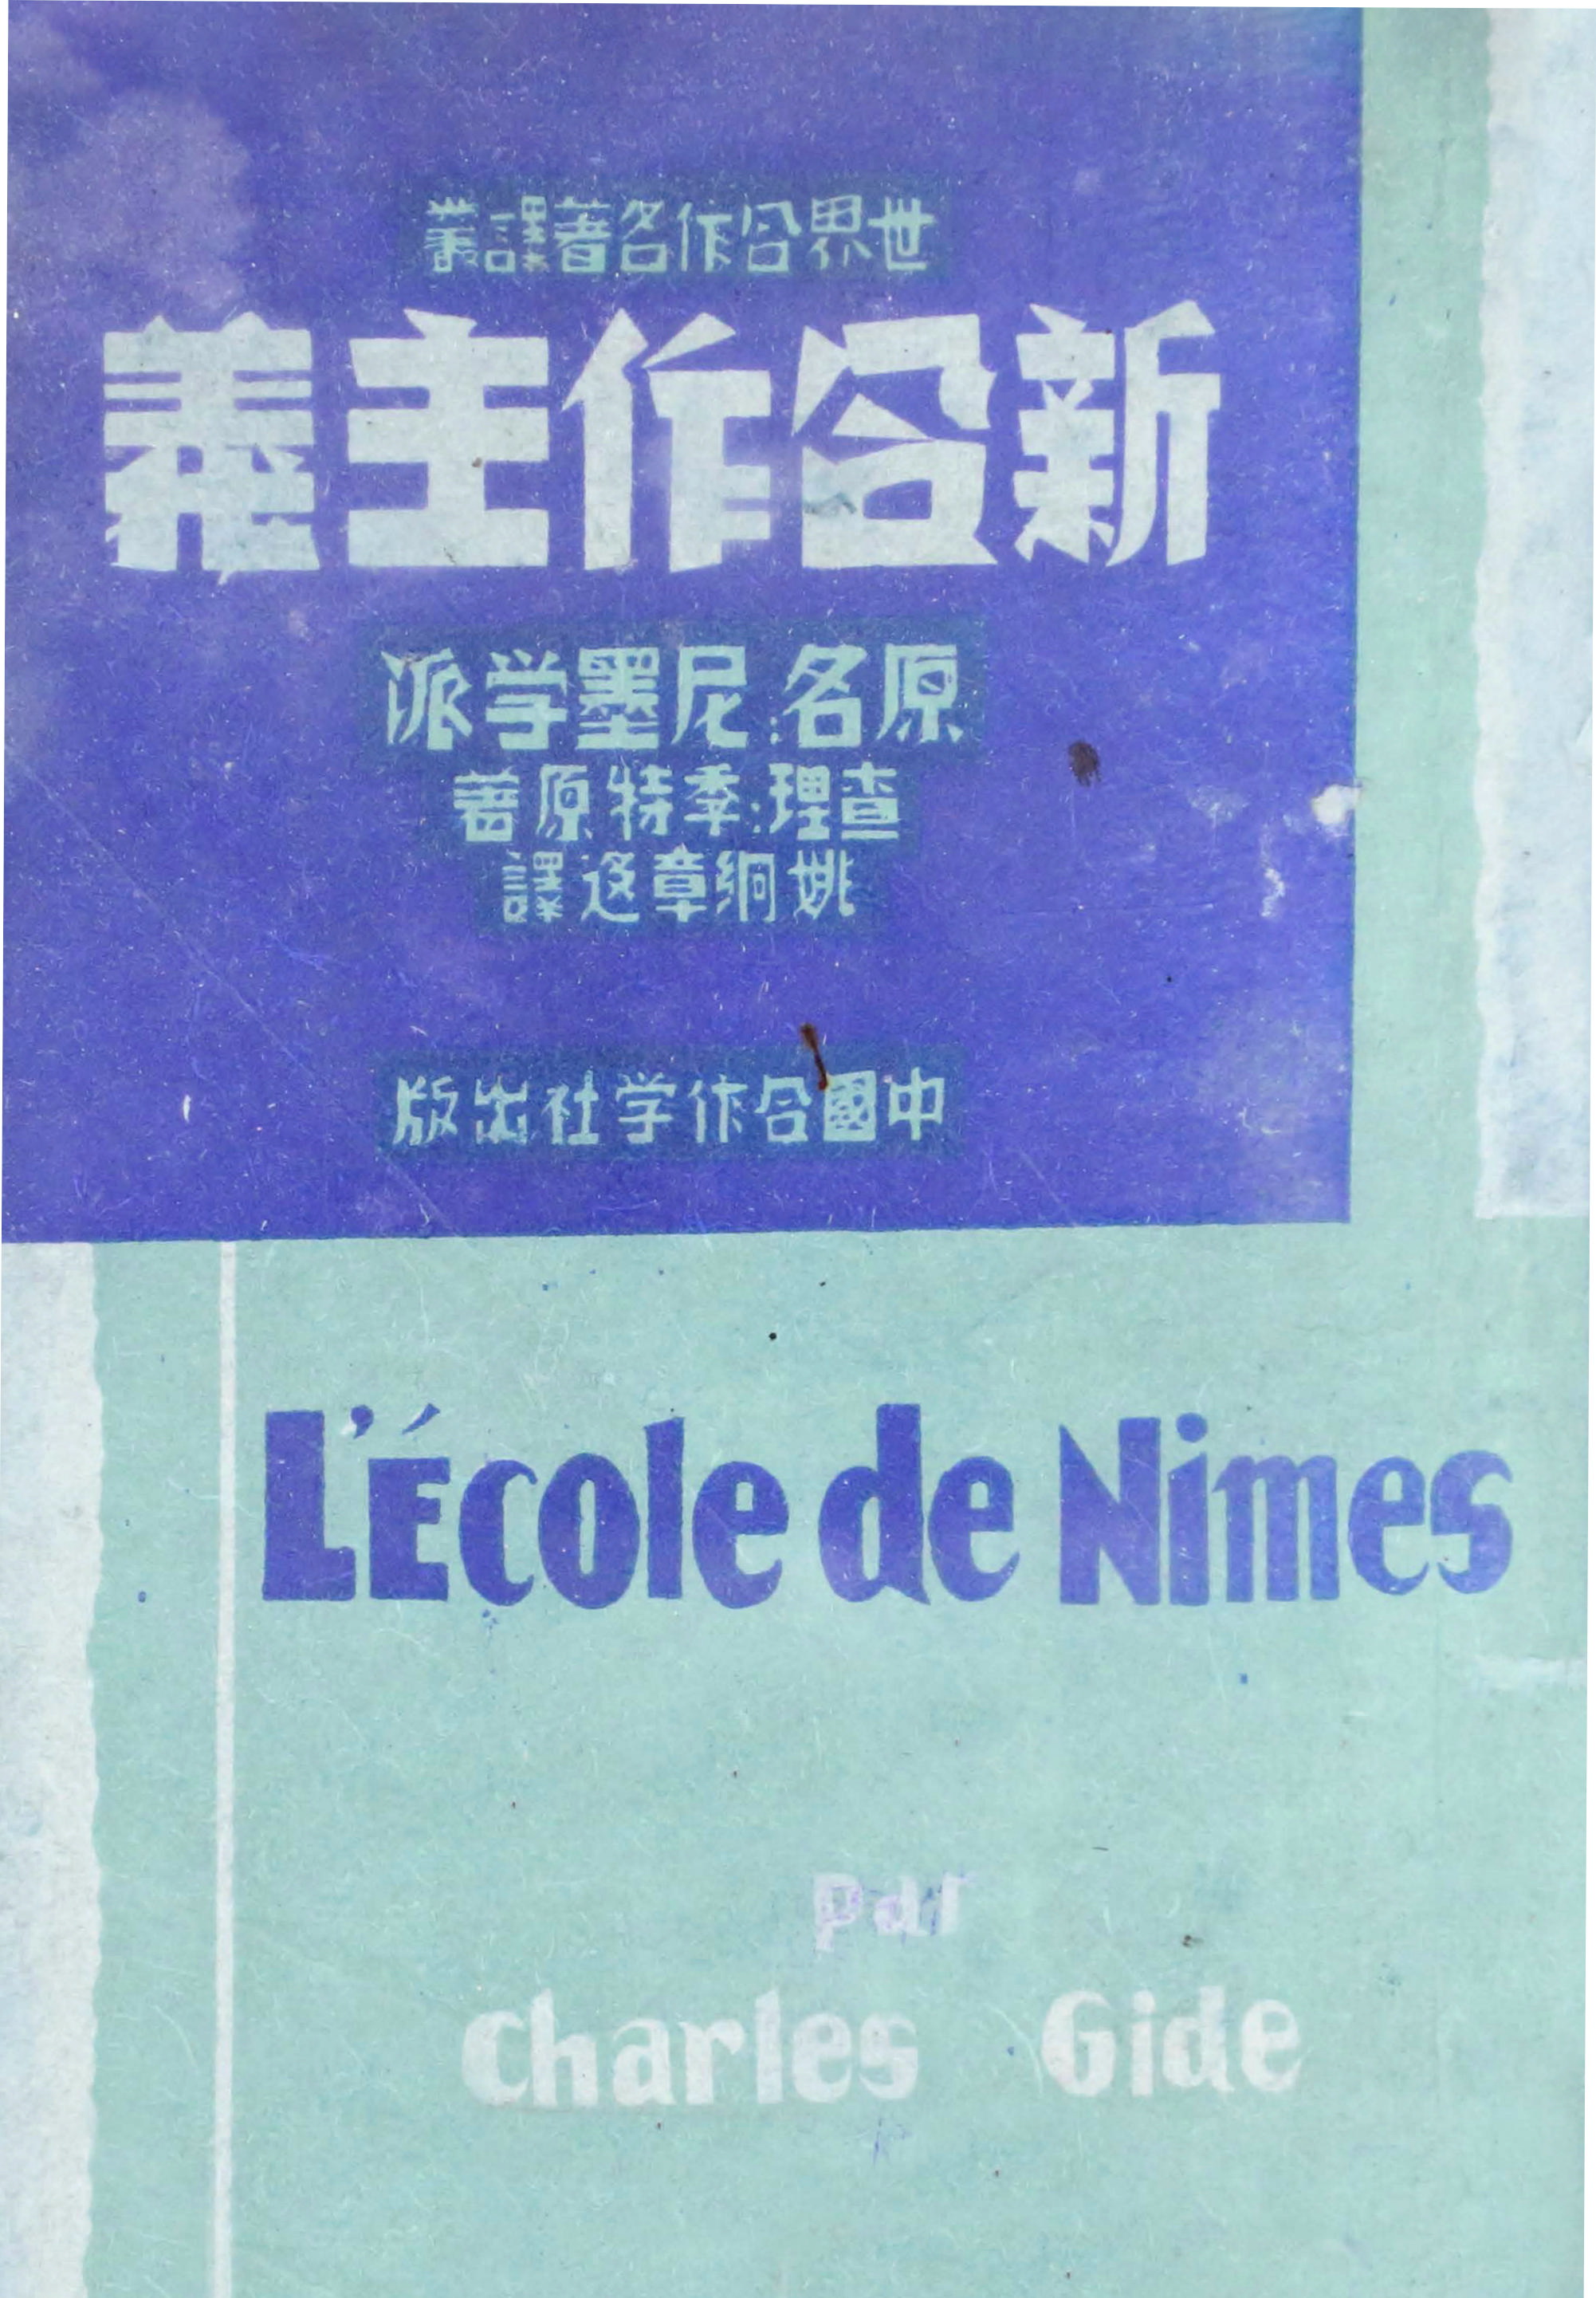 世界合作名著譯叢
新合作主義
原名:尼墨学派
查理:季特原著
姚絅章迻譯
中國合作学社出版
L'École de Nimes
par
Charles Gide